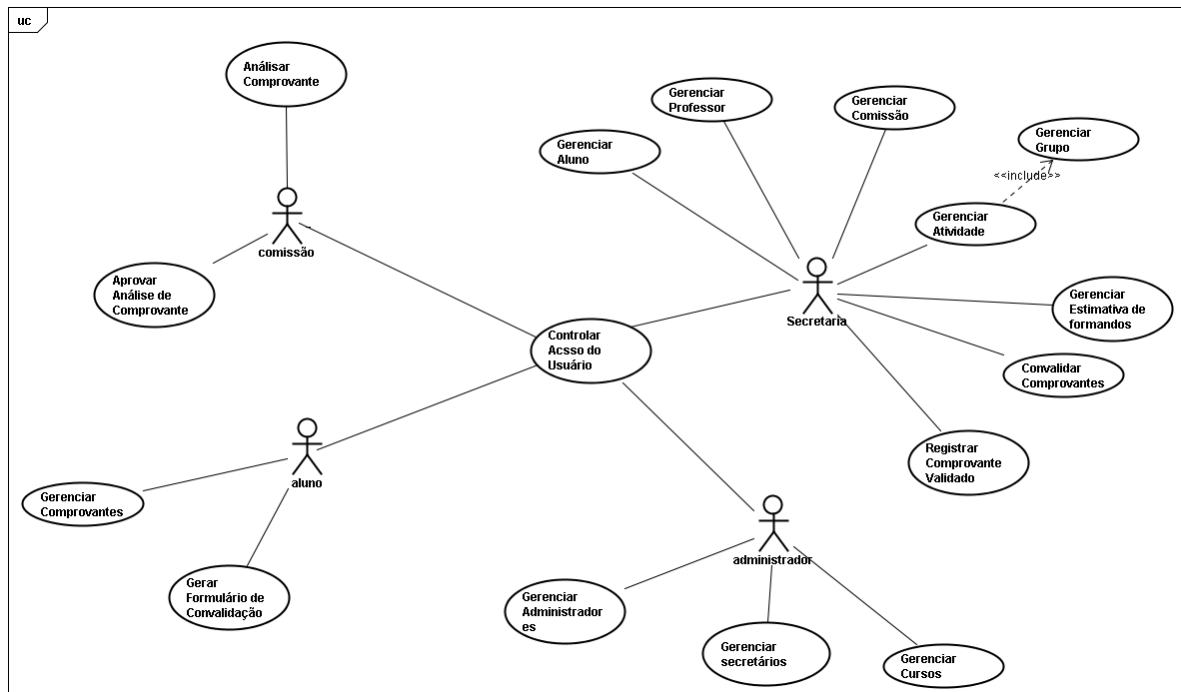 uc
Análisar
Comprovante
Gerenciar
Professor
Gerenciar
Comissão
Gerenciar
Grupo
Gerenciar
Aluno
<<include>>
Gerenciar
Atividade
comissão
Aprovar
Análise de
Comprovante
Secretaria
Gerenciar
Estimativa de
formandos
Controlar
Acsso do
Usuário
Convalidar
Comprovantes
Registrar
Comprovante
Validado
aluno
Gerenciar
Comprovantes
administrador
Gerar
Formulário de
Convalidação
Gerenciar
Administrador
es
Gerenciar
secretários
Gerenciar
Cursos